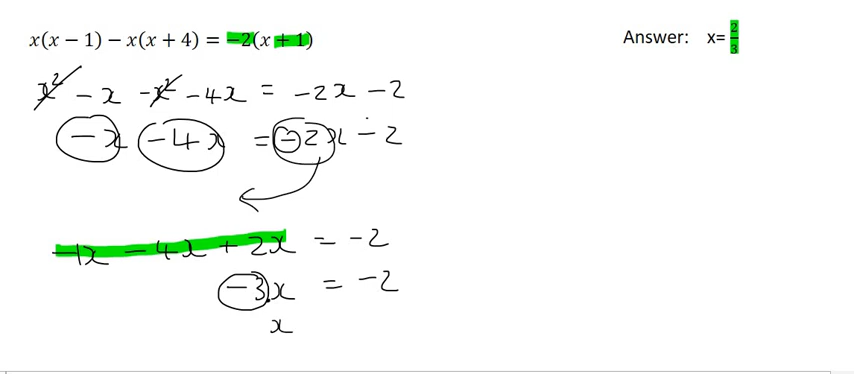 x(x − 1) − x(x + 4) = −2(x + 1)
Answer: x= 2/3
x² − x − x² − 4x = −2x − 2
−x −4x = −2x − 2
−1x − 4x + 2x = −2
−3x = −2
x